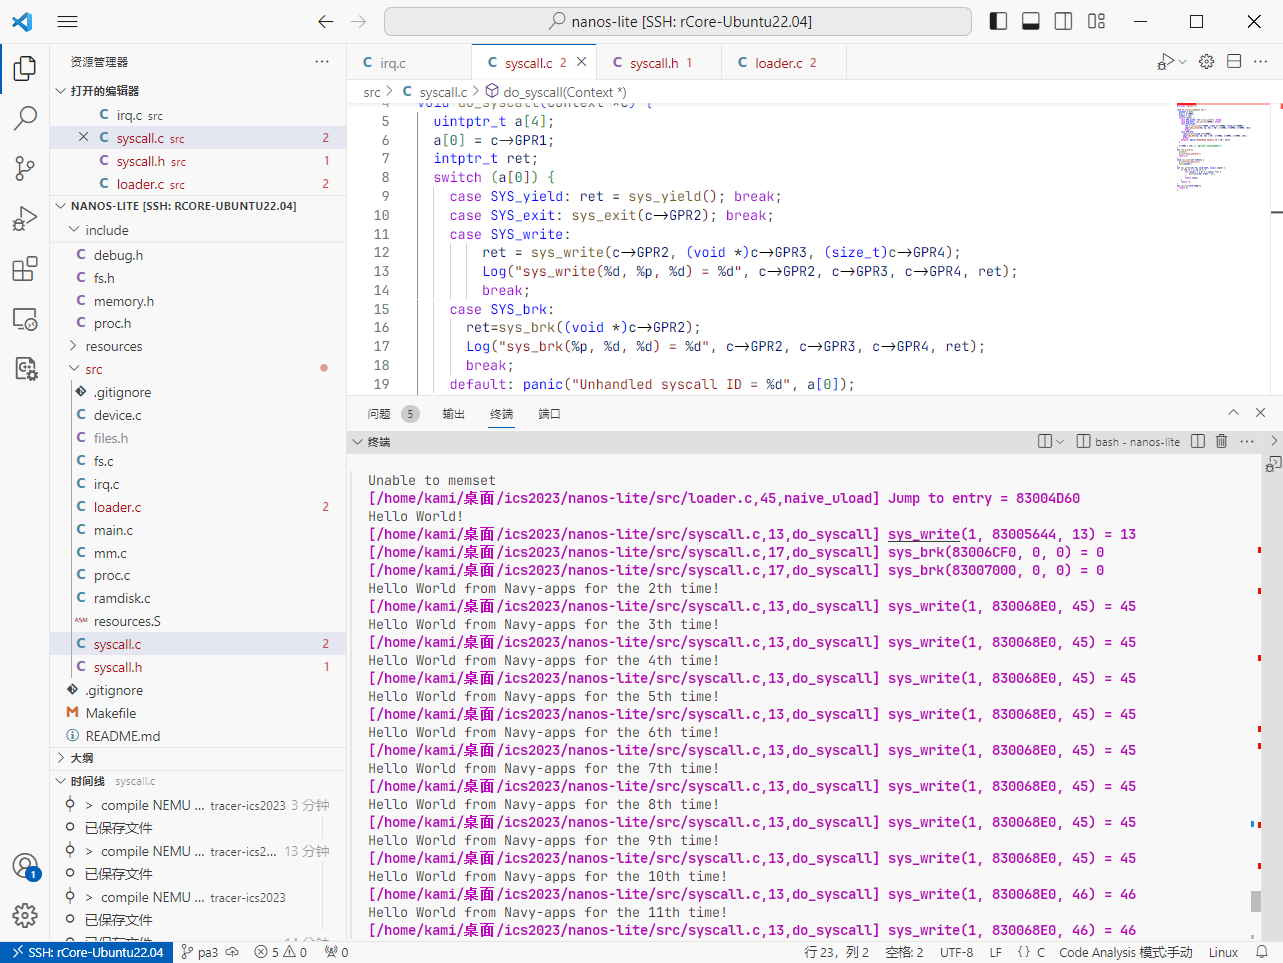 nanos-lite [SSH: rCore-Ubuntu22.04]
资源管理器
打开的编辑器
irq.c src
syscall.c src 2
syscall.h src 1
loader.c src 2
NANOS-LITE [SSH: RCORE-UBUNTU22.04]
include
debug.h
fs.h
memory.h
proc.h
resources
src
.gitignore
device.c
files.h
fs.c
irq.c
loader.c 2
main.c
mm.c
proc.c
ramdisk.c
ASM resources.S
syscall.c 2
syscall.h 1
.gitignore
Makefile
README.md
大纲
时间线 syscall.c
> compile NEMU ... tracer-ics2023 3 分钟
已保存文件
> compile NEMU ... tracer-ics2... 13 分钟
已保存文件
> compile NEMU ... tracer-ics2023
已保存文件
irq.c
syscall.c 2
syscall.h 1
loader.c 2
src > syscall.c > do_syscall(Context *)
4 void do_syscall(Context *c) {
5 uintptr_t a[4];
6 a[0] = c->GPR1;
7 intptr_t ret;
8 switch (a[0]) {
9 case SYS_yield: ret = sys_yield(); break;
10 case SYS_exit: sys_exit(c->GPR2); break;
11 case SYS_write:
12 ret = sys_write(c->GPR2, (void *)c->GPR3, (size_t)c->GPR4);
13 Log("sys_write(%d, %p, %d) = %d", c->GPR2, c->GPR3, c->GPR4, ret);
14 break;
15 case SYS_brk:
16 ret=sys_brk((void *)c->GPR2);
17 Log("sys_brk(%p, %d, %d) = %d", c->GPR2, c->GPR3, c->GPR4, ret);
18 break;
19 default: panic("Unhandled syscall ID = %d", a[0]);
问题 5 输出 终端 端口
终端
bash - nanos-lite
Unable to memset
[/home/kami/桌面/ics2023/nanos-lite/src/loader.c,45,naive_uload] Jump to entry = 83004D60
Hello World!
[/home/kami/桌面/ics2023/nanos-lite/src/syscall.c,13,do_syscall] sys_write(1, 83005644, 13) = 13
[/home/kami/桌面/ics2023/nanos-lite/src/syscall.c,17,do_syscall] sys_brk(83006CF0, 0, 0) = 0
[/home/kami/桌面/ics2023/nanos-lite/src/syscall.c,17,do_syscall] sys_brk(83007000, 0, 0) = 0
Hello World from Navy-apps for the 2th time!
[/home/kami/桌面/ics2023/nanos-lite/src/syscall.c,13,do_syscall] sys_write(1, 830068E0, 45) = 45
Hello World from Navy-apps for the 3th time!
[/home/kami/桌面/ics2023/nanos-lite/src/syscall.c,13,do_syscall] sys_write(1, 830068E0, 45) = 45
Hello World from Navy-apps for the 4th time!
[/home/kami/桌面/ics2023/nanos-lite/src/syscall.c,13,do_syscall] sys_write(1, 830068E0, 45) = 45
Hello World from Navy-apps for the 5th time!
[/home/kami/桌面/ics2023/nanos-lite/src/syscall.c,13,do_syscall] sys_write(1, 830068E0, 45) = 45
Hello World from Navy-apps for the 6th time!
[/home/kami/桌面/ics2023/nanos-lite/src/syscall.c,13,do_syscall] sys_write(1, 830068E0, 45) = 45
Hello World from Navy-apps for the 7th time!
[/home/kami/桌面/ics2023/nanos-lite/src/syscall.c,13,do_syscall] sys_write(1, 830068E0, 45) = 45
Hello World from Navy-apps for the 8th time!
[/home/kami/桌面/ics2023/nanos-lite/src/syscall.c,13,do_syscall] sys_write(1, 830068E0, 45) = 45
Hello World from Navy-apps for the 9th time!
[/home/kami/桌面/ics2023/nanos-lite/src/syscall.c,13,do_syscall] sys_write(1, 830068E0, 45) = 45
Hello World from Navy-apps for the 10th time!
[/home/kami/桌面/ics2023/nanos-lite/src/syscall.c,13,do_syscall] sys_write(1, 830068E0, 46) = 46
Hello World from Navy-apps for the 11th time!
[/home/kami/桌面/ics2023/nanos-lite/src/syscall.c,13,do_syscall] sys_write(1, 830068E0, 46) = 46
1
SSH: rCore-Ubuntu22.04 pa3 5 0 0 行 23，列 2 空格: 2 UTF-8 LF {} C Code Analysis 模式:手动 Linux